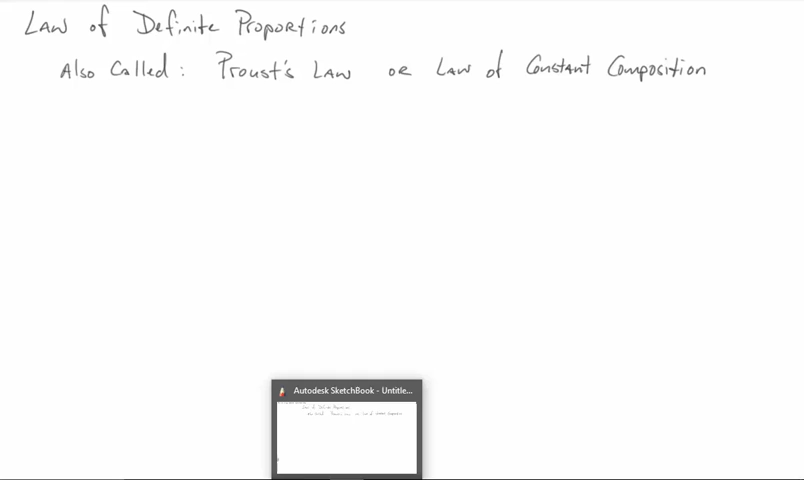 Law of Definite Proportions
Also Called: Proust's Law or Law of Constant Composition
Autodesk SketchBook - Untitle...